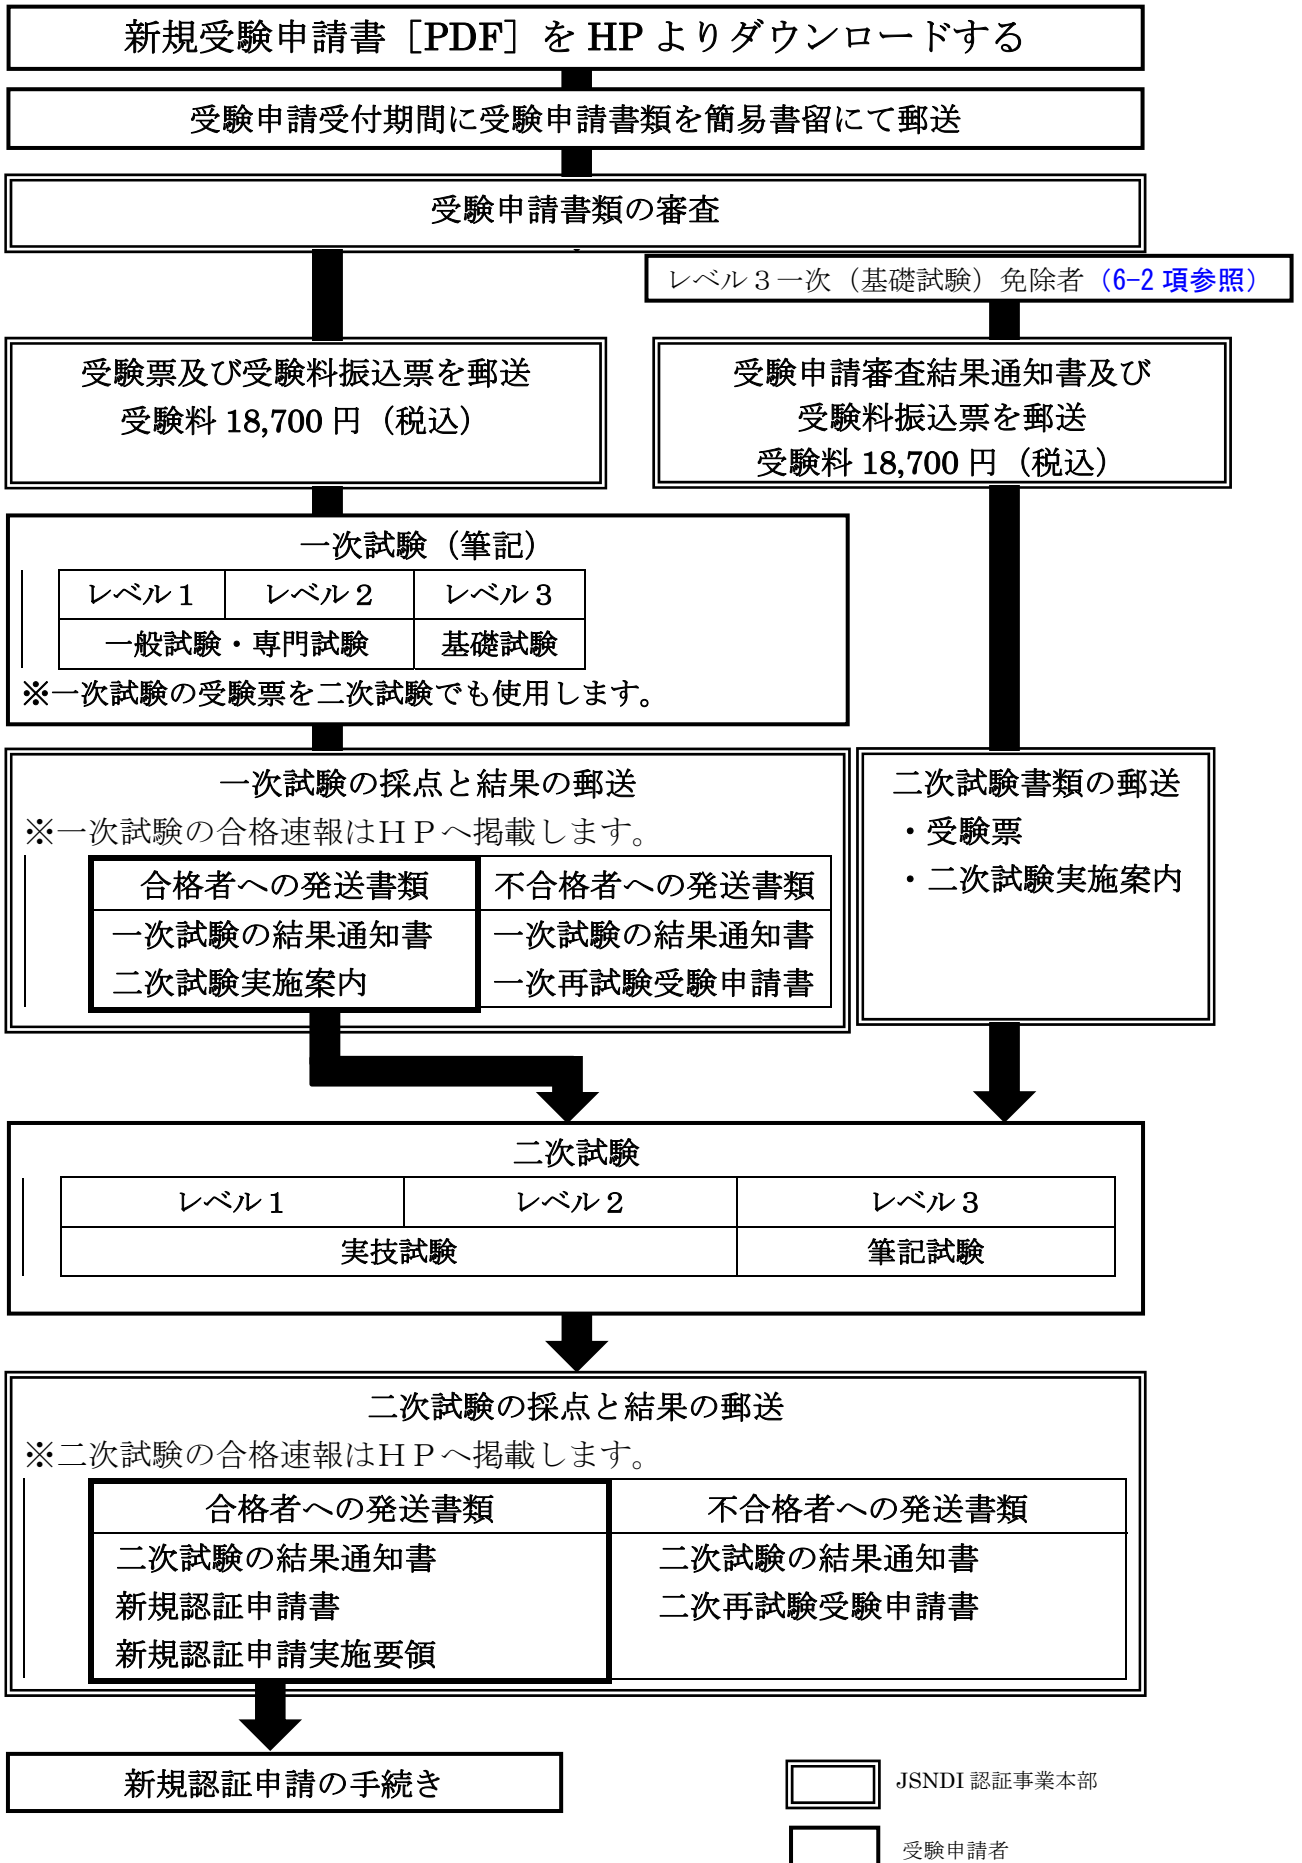 新規受験申請書［PDF］を HP よりダウンロードする
受験申請受付期間に受験申請書類を簡易書留にて郵送
受験申請書類の審査
レベル３一次（基礎試験）免除者（6-2 項参照）
受験票及び受験料振込票を郵送
受験料 18,700 円（税込）
受験申請審査結果通知書及び
受験料振込票を郵送
受験料 18,700 円（税込）
一次試験（筆記）
レベル１ レベル２ レベル３
一般試験・専門試験 基礎試験
※一次試験の受験票を二次試験でも使用します。
一次試験の採点と結果の郵送
※一次試験の合格速報はＨＰへ掲載します。
合格者への発送書類 不合格者への発送書類
一次試験の結果通知書 一次試験の結果通知書
二次試験実施案内 一次再試験受験申請書
二次試験書類の郵送
・受験票
・二次試験実施案内
二次試験
レベル１ レベル２ レベル３
実技試験 筆記試験
二次試験の採点と結果の郵送
※二次試験の合格速報はＨＰへ掲載します。
合格者への発送書類 不合格者への発送書類
二次試験の結果通知書 二次試験の結果通知書
新規認証申請書 二次再試験受験申請書
新規認証申請実施要領
新規認証申請の手続き
JSNDI 認証事業本部
受験申請者